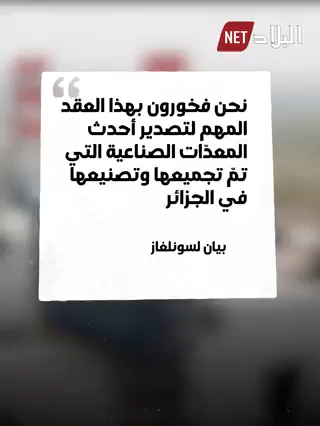 البلاد NET
نحن فخورون بهذا العقد
المهم لتصدير أحدث
المعدّات الصناعية التي
تمّ تجميعها وتصنيعها
في الجزائر
بيان لسونلغاز